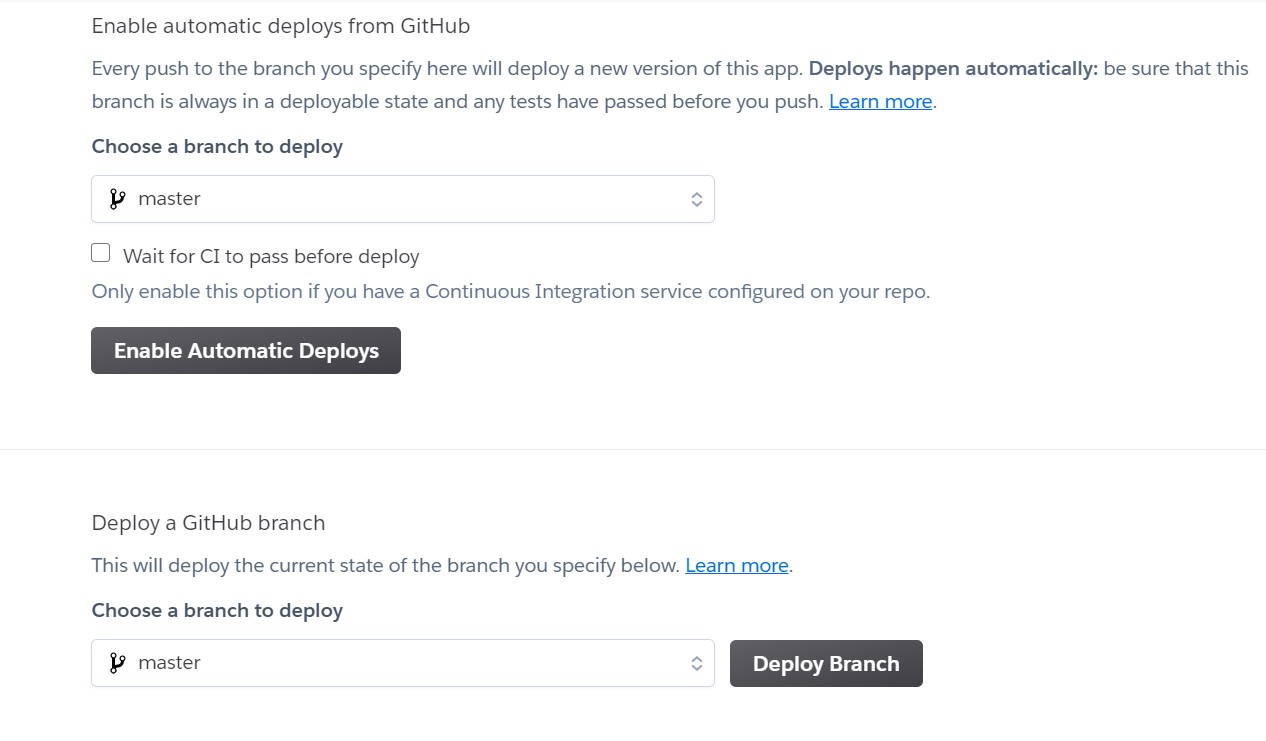 Enable automatic deploys from GitHub
Every push to the branch you specify here will deploy a new version of this app. Deploys happen automatically: be sure that this
branch is always in a deployable state and any tests have passed before you push. Learn more.
Choose a branch to deploy
master
Wait for CI to pass before deploy
Only enable this option if you have a Continuous Integration service configured on your repo.
Enable Automatic Deploys
Deploy a GitHub branch
This will deploy the current state of the branch you specify below. Learn more.
Choose a branch to deploy
master
Deploy Branch